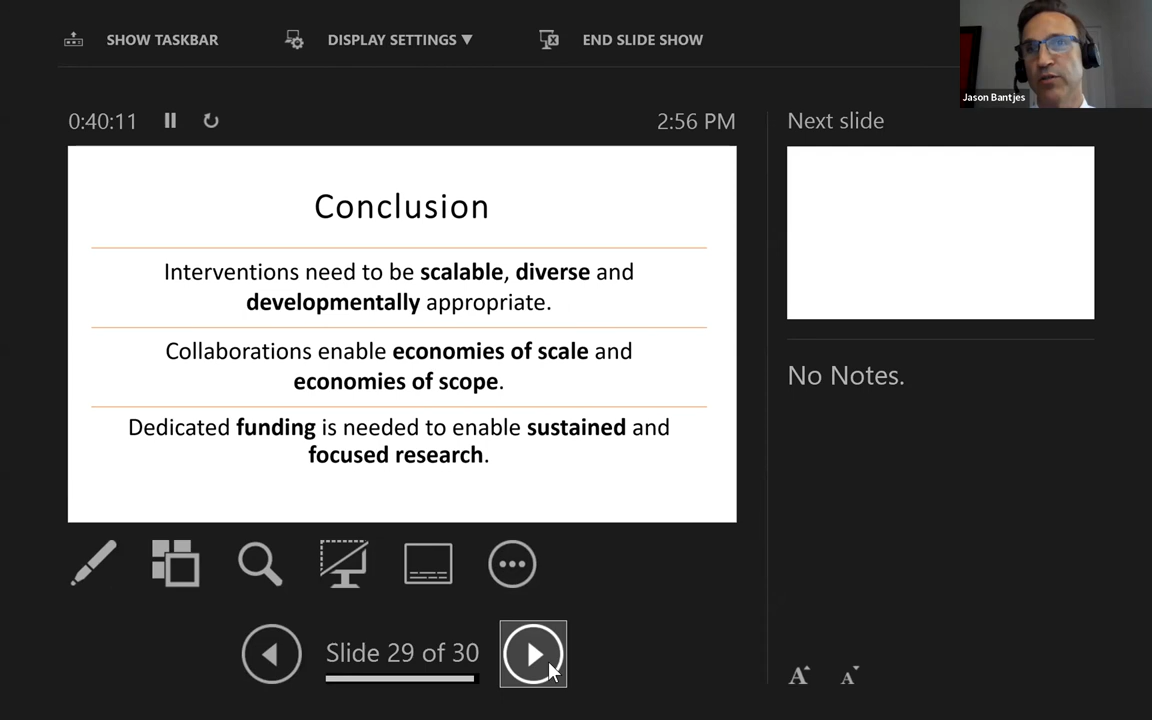 SHOW TASKBAR
DISPLAY SETTINGS ▼
END SLIDE SHOW
Jason Bantjes
0:40:11
2:56 PM
Next slide
Conclusion
Interventions need to be scalable, diverse and
developmentally appropriate.
Collaborations enable economies of scale and
economies of scope.
Dedicated funding is needed to enable sustained and
focused research.
No Notes.
Slide 29 of 30
A A